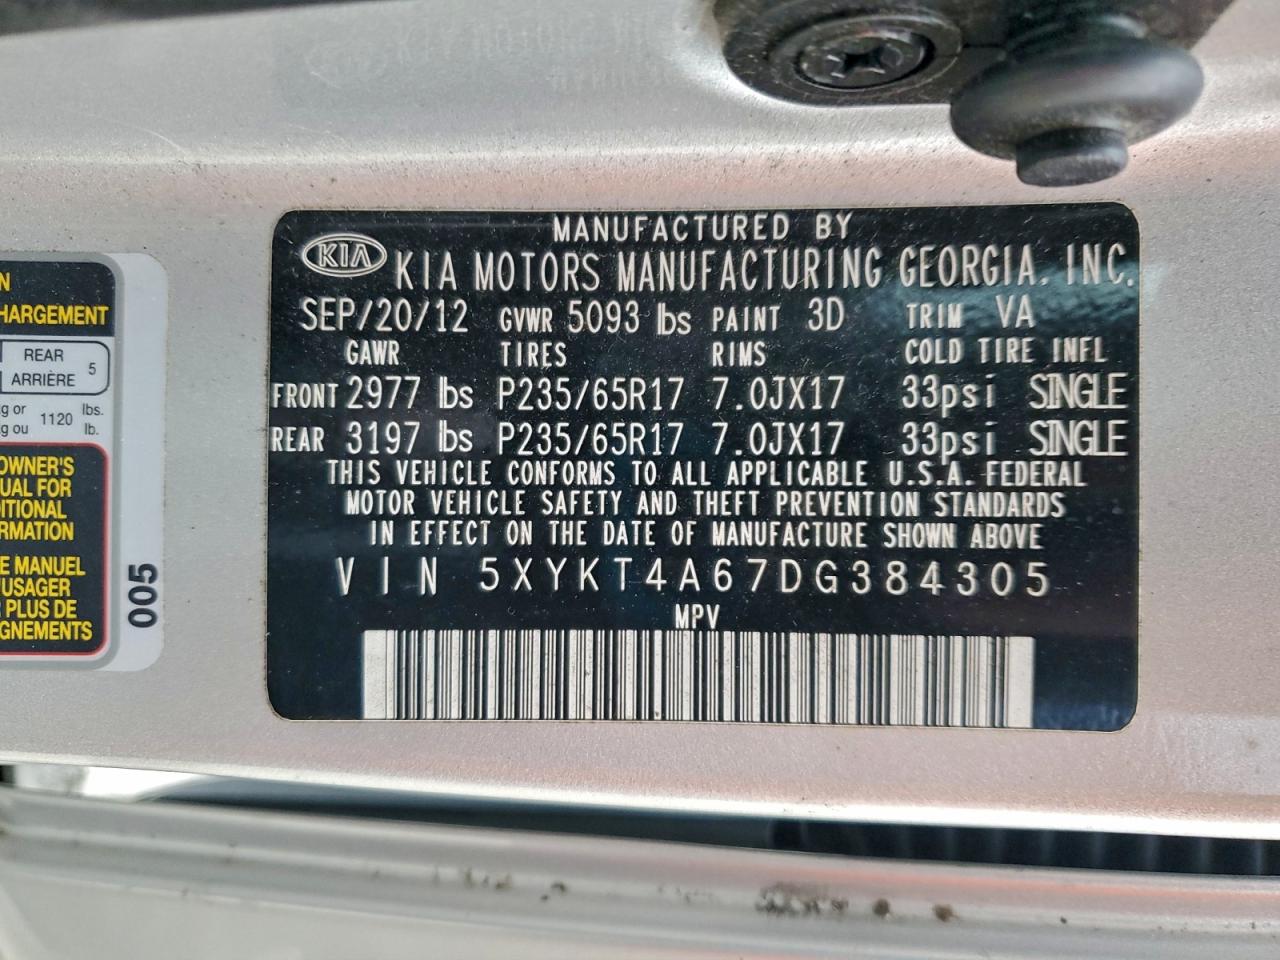 MANUFACTURED BY
KIA KIA MOTORS MANUFACTURING GEORGIA, INC.
SEP/20/12 GVWR 5093 lbs PAINT 3D TRIM VA
GAWR TIRES RIMS COLD TIRE INFL
FRONT 2977 lbs P235/65R17 7.0JX17 33psi SINGLE
REAR 3197 lbs P235/65R17 7.0JX17 33psi SINGLE
THIS VEHICLE CONFORMS TO ALL APPLICABLE U.S.A. FEDERAL
MOTOR VEHICLE SAFETY AND THEFT PREVENTION STANDARDS
IN EFFECT ON THE DATE OF MANUFACTURE SHOWN ABOVE
VIN 5XYKT4A67DG384305
MPV
N
HARGEMENT
REAR 5
ARRIÈRE
g or 1120 lbs.
g ou lb.
OWNER'S
UAL FOR
DITIONAL
RMATION
E MANUEL
'USAGER
PLUS DE
GNEMENTS
005